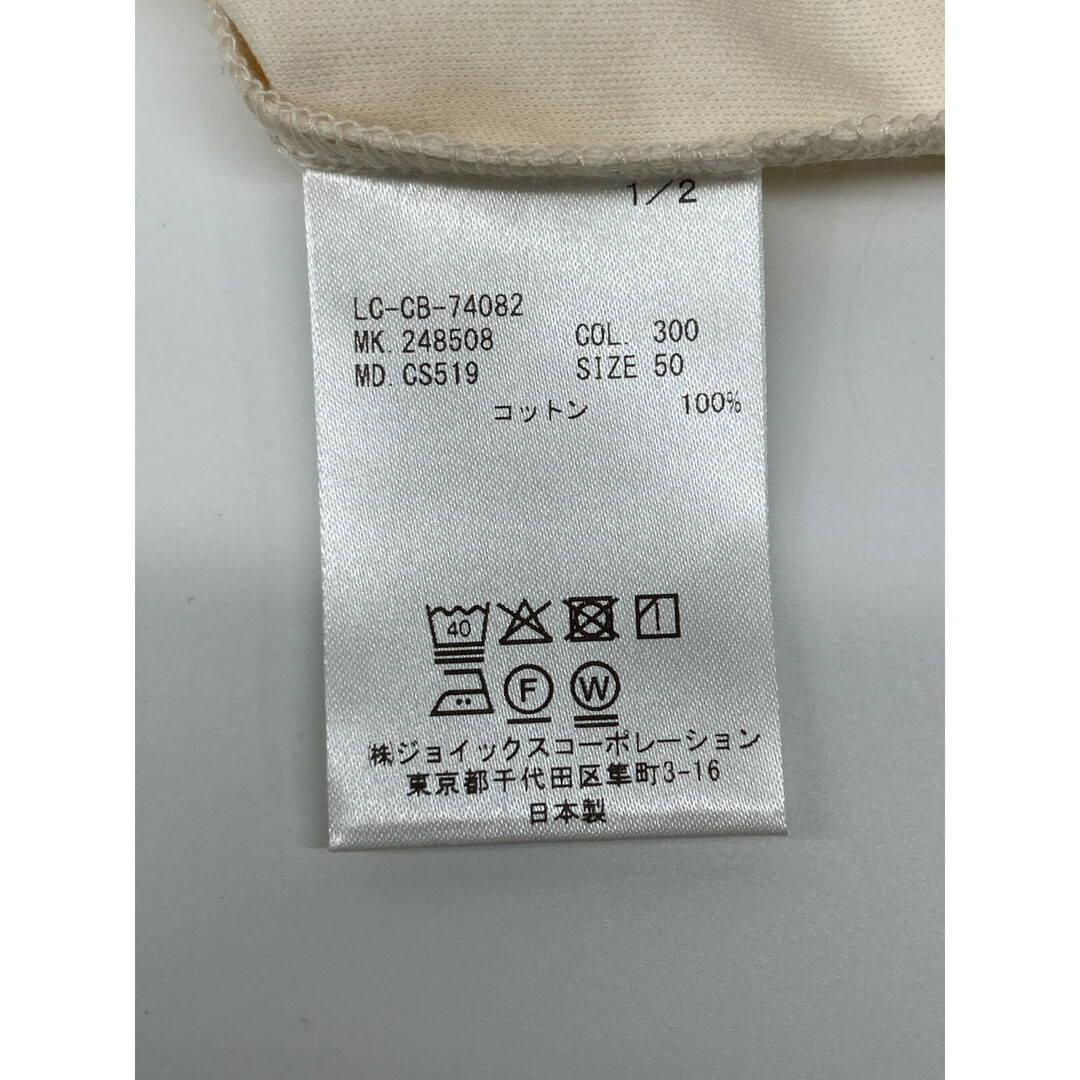 1/2
LC-CB-74082
MK. 248508 COL. 300
MD. CS519 SIZE 50
コットン 100%
40
F W
㈱ジョイックスコーポレーション
東京都千代田区隼町3-16
日本製